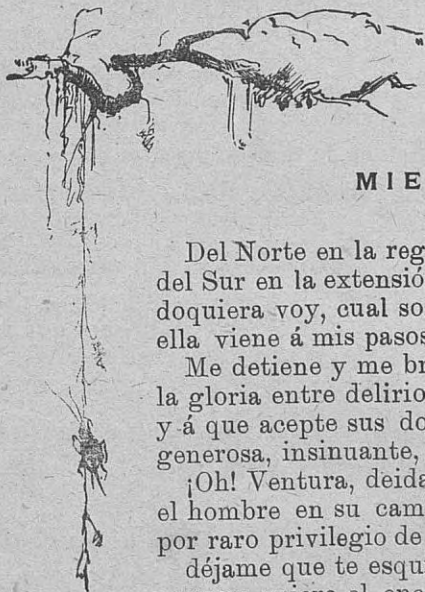 MIE
Del Norte en la reg
del Sur en la extensió
doquiera voy, cual so
ella viene á mis pasos
Me detiene y me br
la gloria entre delirio
y á que acepte sus do
generosa, insinuante,
¡Oh! Ventura, deida
el hombre en su cam
por raro privilegio de
déjame que te esqui